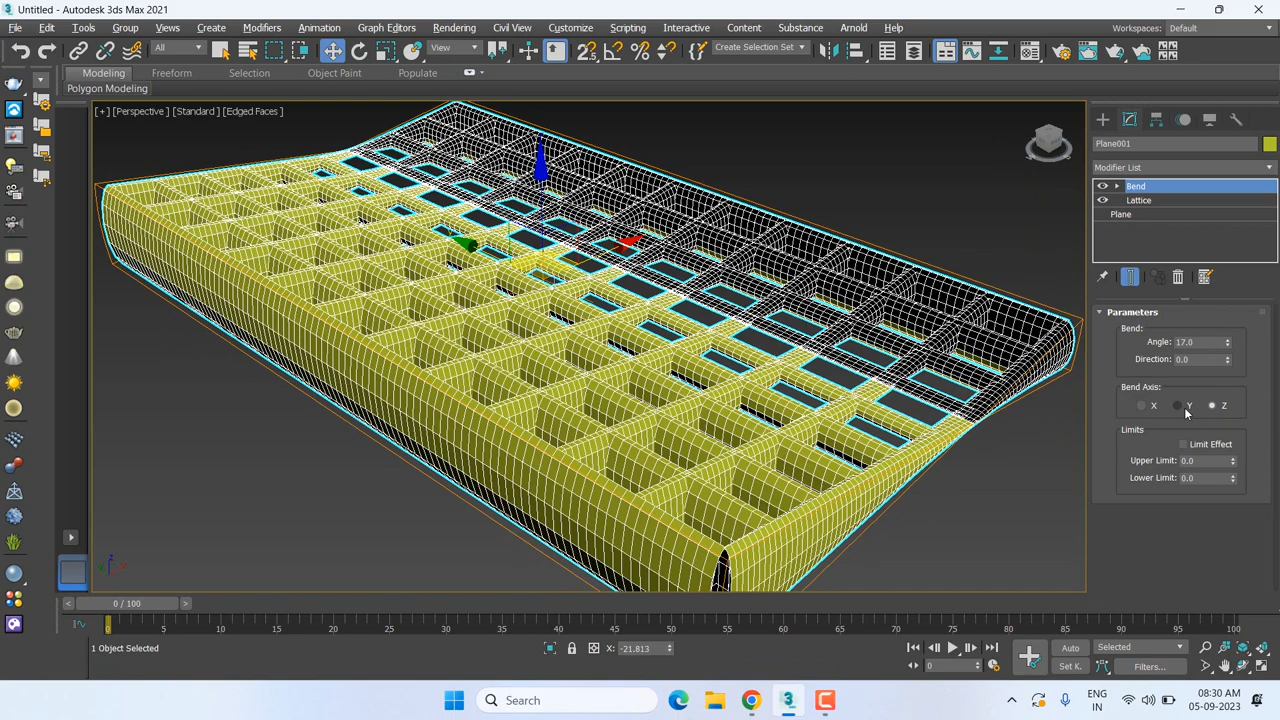 Untitled - Autodesk 3ds Max 2021
File Edit Tools Group Views Create Modifiers Animation Graph Editors Rendering Civil View Customize Scripting Interactive Content Substance Arnold Help Workspaces: Default
All View Create Selection Set
Modeling Freeform Selection Object Paint Populate
Polygon Modeling
[+] [Perspective] [Standard] [Edged Faces]
Plane001
Modifier List
Bend
Lattice
Plane
Parameters
Bend:
Angle: 17.0
Direction: 0.0
Bend Axis:
X Y Z
Limits
Limit Effect
Upper Limit: 0.0
Lower Limit: 0.0
0 / 100
0 5 10 15 20 25 30 35 40 45 50 55 60 65 70 75 80 85 90 95 100
1 Object Selected X: -21.813 Auto Selected
0 Set K. Filters...
Search
ENG
IN
08:30 AM
05-09-2023